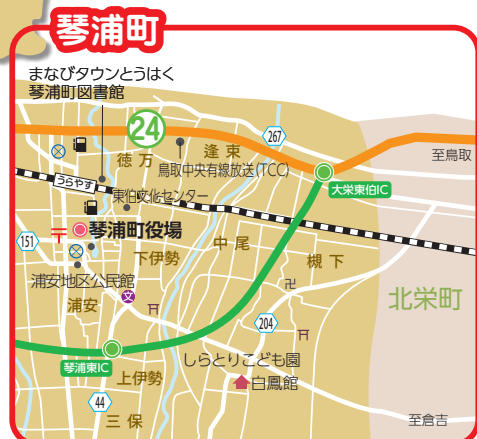 琴浦町
まなびタウンとうはく
琴浦町図書館
24
267
徳万
逢束
鳥取中央有線放送(TCC)
至鳥取
うらやす
大栄東伯IC
東伯文化センター
琴浦町役場
151
中尾
下伊勢
槻下
浦安地区公民館
文
卍
浦安
北栄町
204
しらとりこども園
琴浦東IC
上伊勢
白鳳館
44
三保
至倉吉